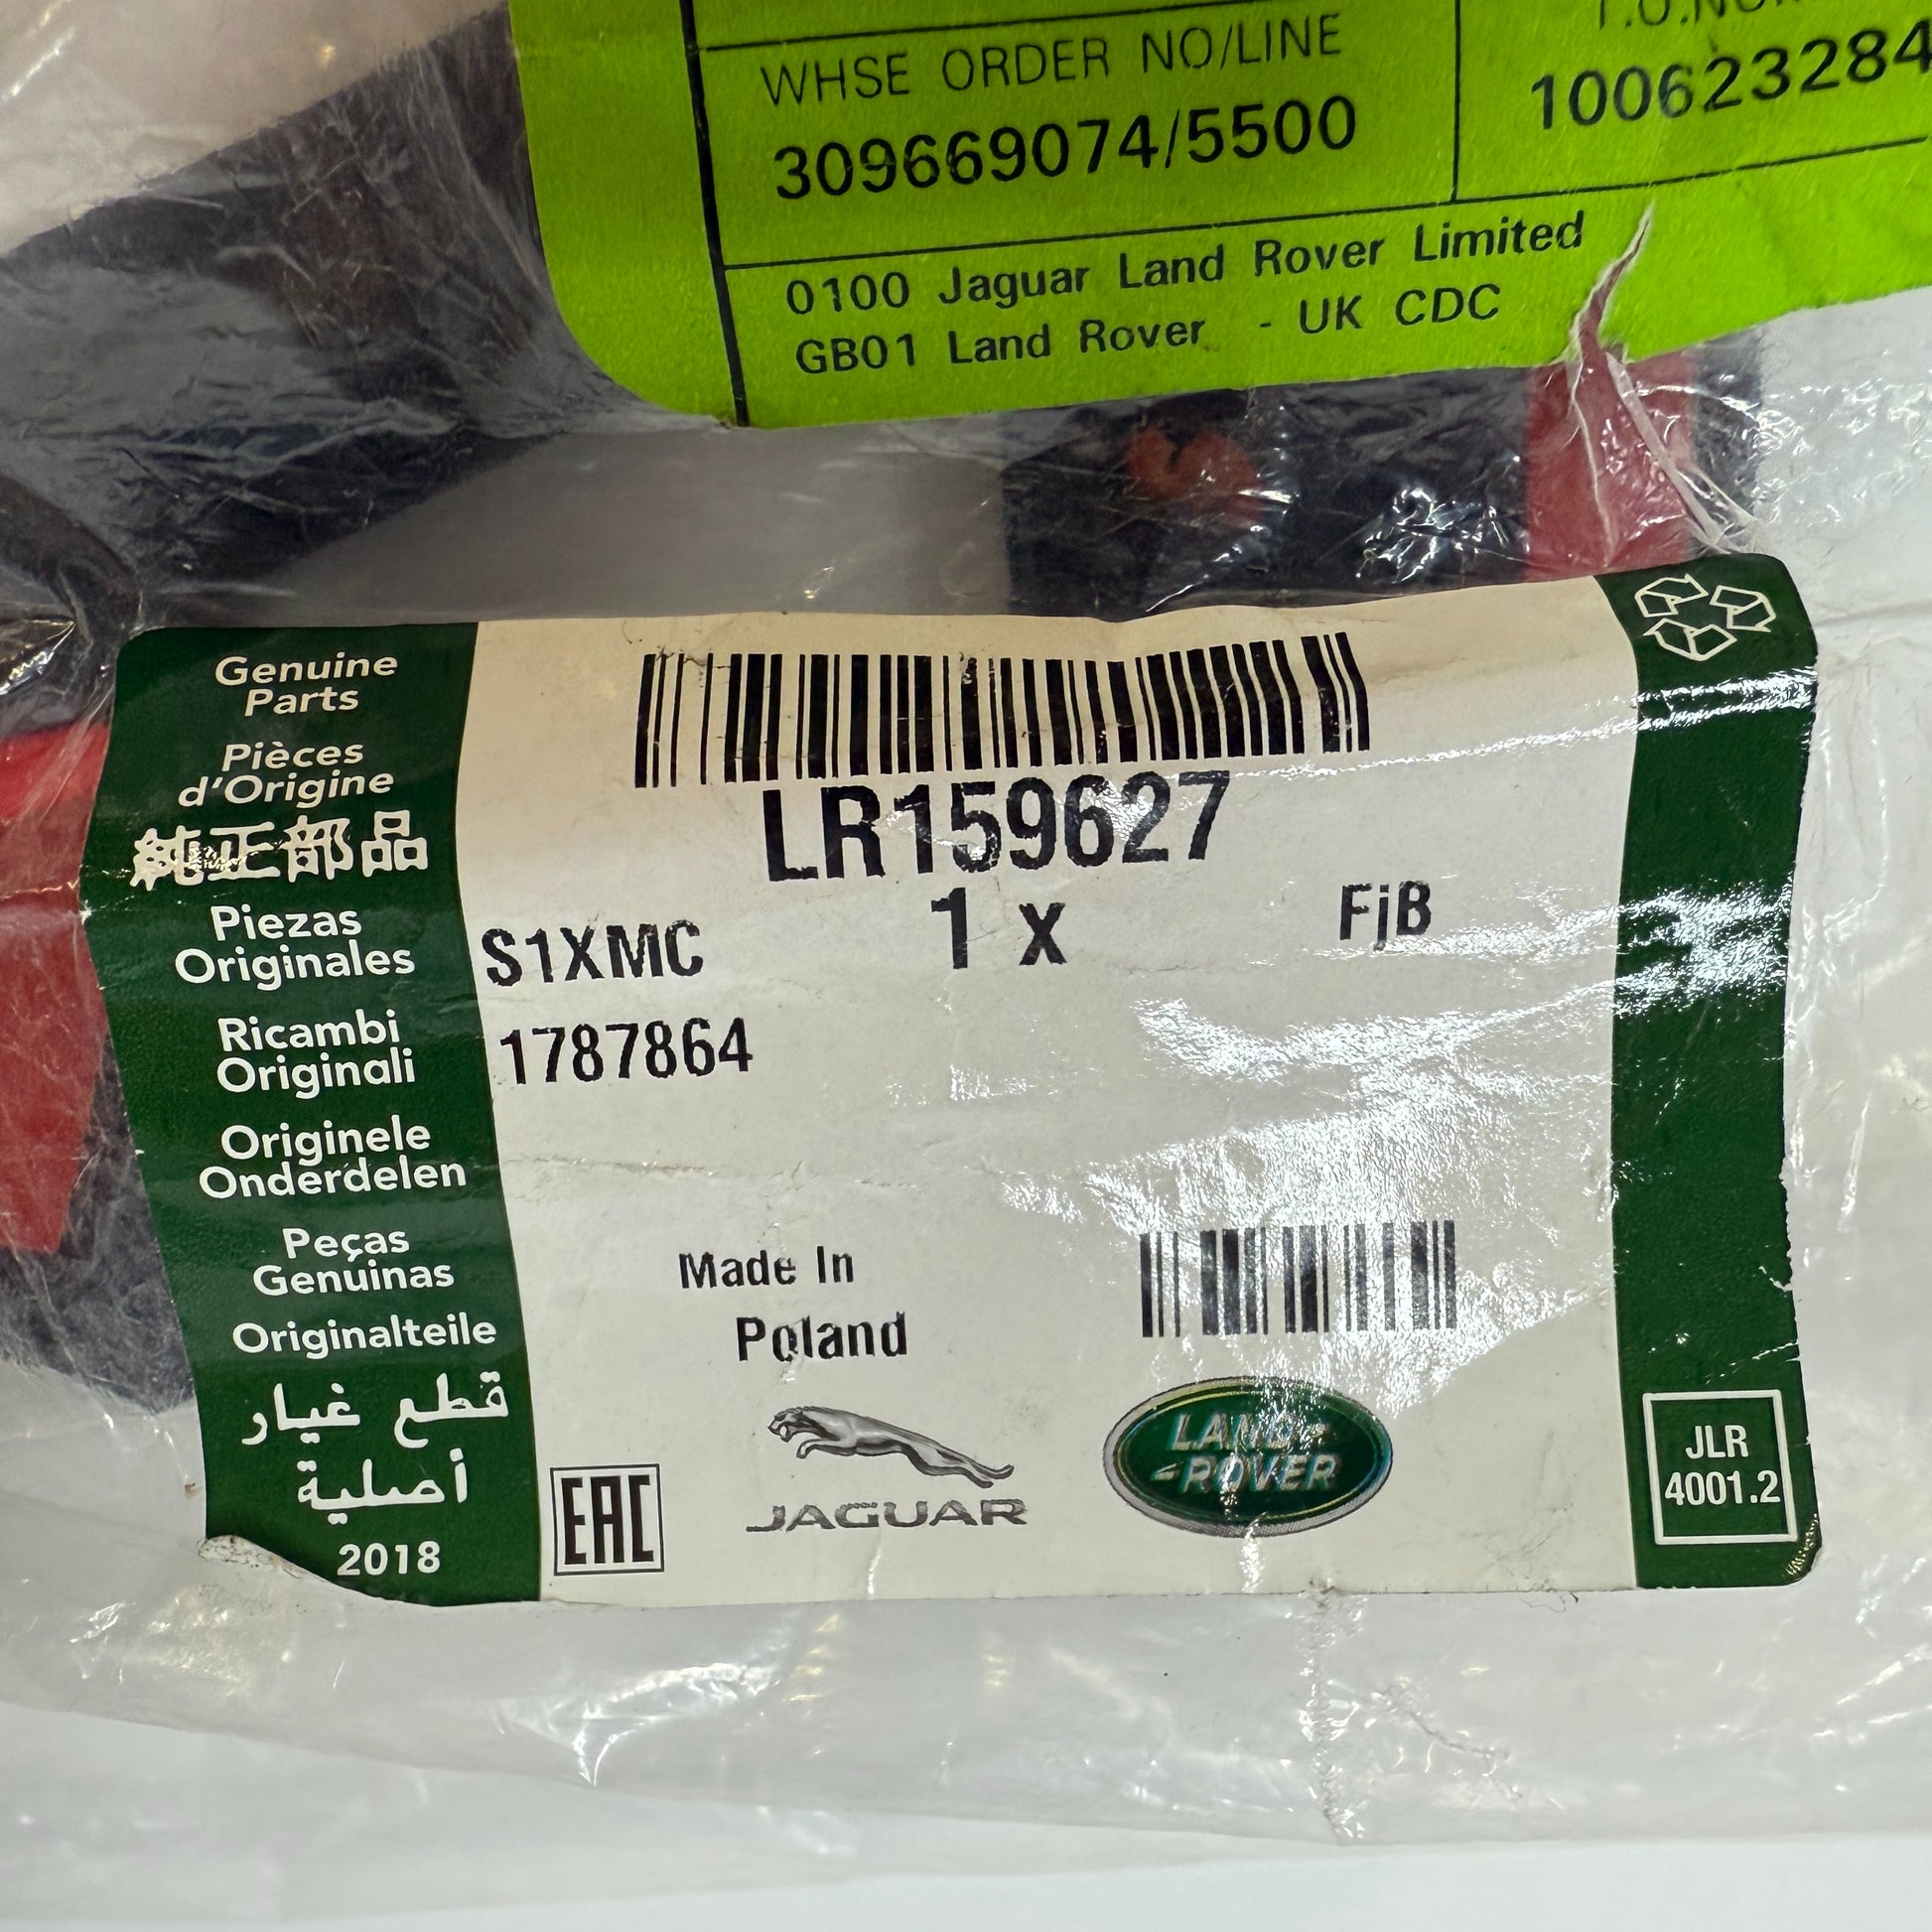 WHSE ORDER NO/LINE
309669074/5500
100623284
0100 Jaguar Land Rover Limited
GB01 Land Rover - UK CDC
Genuine
Parts
Pièces
d'Origine
純正部品
Piezas
Originales
Ricambi
Originali
Originele
Onderdelen
Peças
Genuinas
Originalteile
قطع غيار
أصلية
2018
LR159627
1 x
FjB
S1XMC
1787864
Made In
Poland
EAC
JAGUAR
LAND-
-ROVER
JLR
4001.2